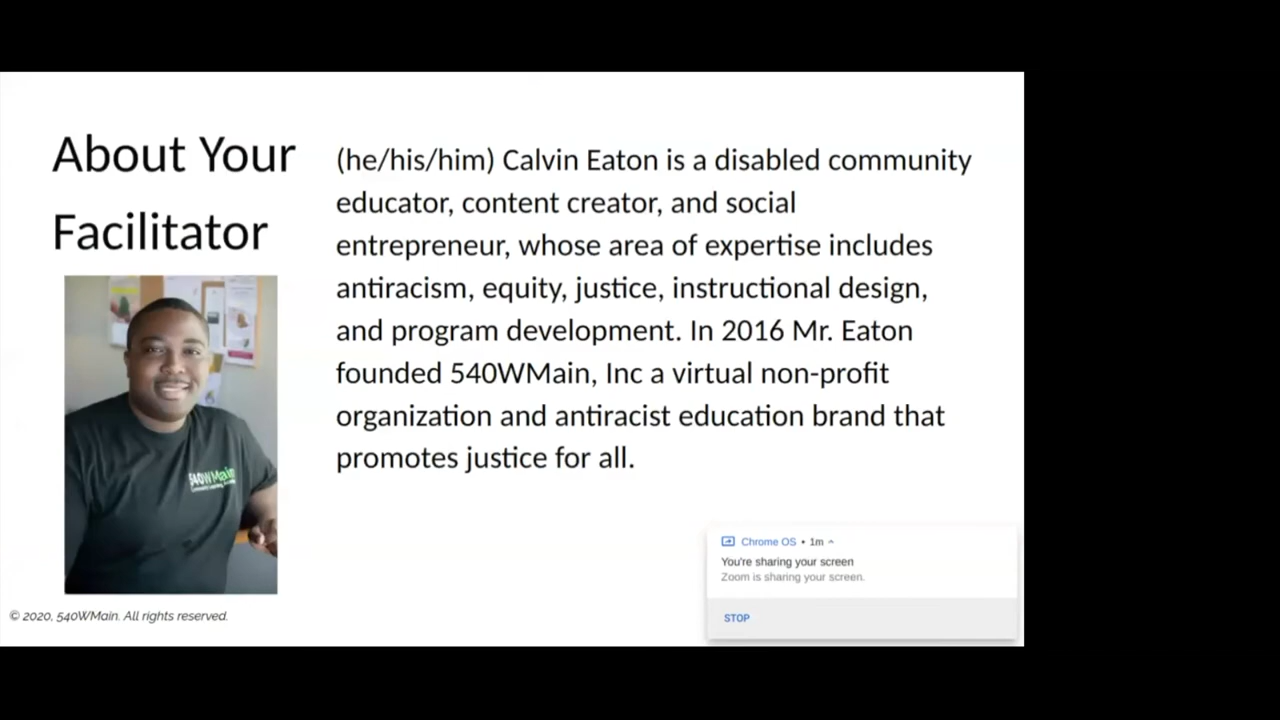 About Your
Facilitator
(he/his/him) Calvin Eaton is a disabled community
educator, content creator, and social
entrepreneur, whose area of expertise includes
antiracism, equity, justice, instructional design,
and program development. In 2016 Mr. Eaton
founded 540WMain, Inc a virtual non-profit
organization and antiracist education brand that
promotes justice for all.
540WMain
© 2020, 540WMain. All rights reserved.
Chrome OS • 1m
You're sharing your screen
Zoom is sharing your screen.
STOP